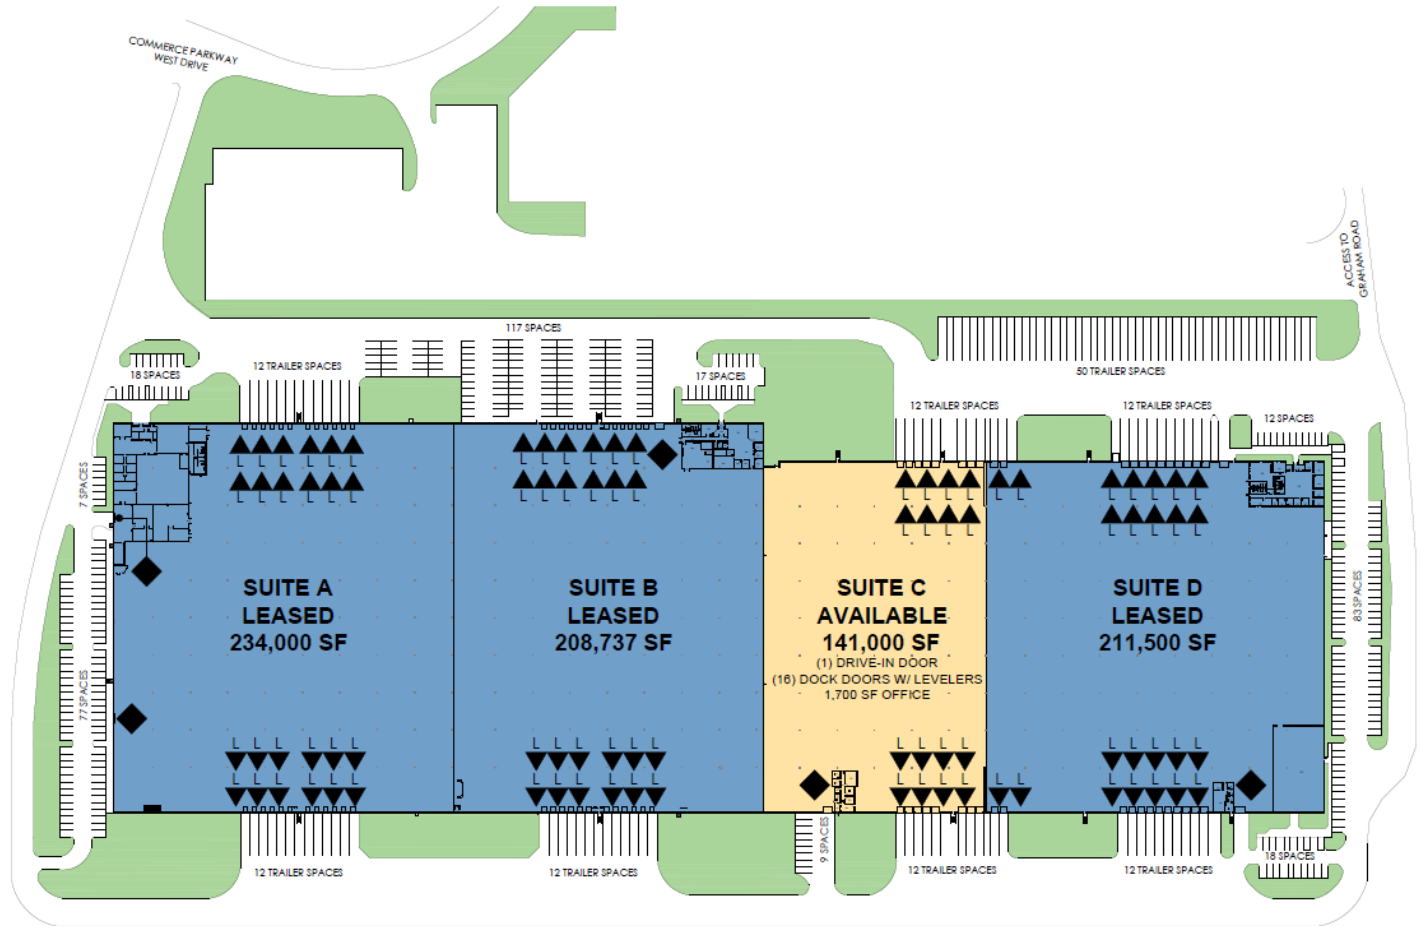 COMMERCE PARKWAY
WEST DRIVE
ACCESS TO
GRAHAM ROAD
117 SPACES
18 SPACES
12 TRAILER SPACES
17 SPACES
50 TRAILER SPACES
12 TRAILER SPACES
12 TRAILER SPACES
12 SPACES
7 SPACES
L L L L L L
L L L L L L
L L L L L L
L L L L L L
L L L L
L L L L
L L
L L L L L
L L L L L
SUITE A
LEASED
234,000 SF
SUITE B
LEASED
208,737 SF
SUITE C
AVAILABLE
141,000 SF
(1) DRIVE-IN DOOR
(16) DOCK DOORS W/ LEVELERS
1,700 SF OFFICE
SUITE D
LEASED
211,500 SF
83 SPACES
77 SPACES
L L L L L L
L L L L L L
L L L L L L
L L L L L L
L L L L
L L L L
L L
L L L L L
L L L L L
12 TRAILER SPACES
12 TRAILER SPACES
9 SPACES
12 TRAILER SPACES
12 TRAILER SPACES
18 SPACES